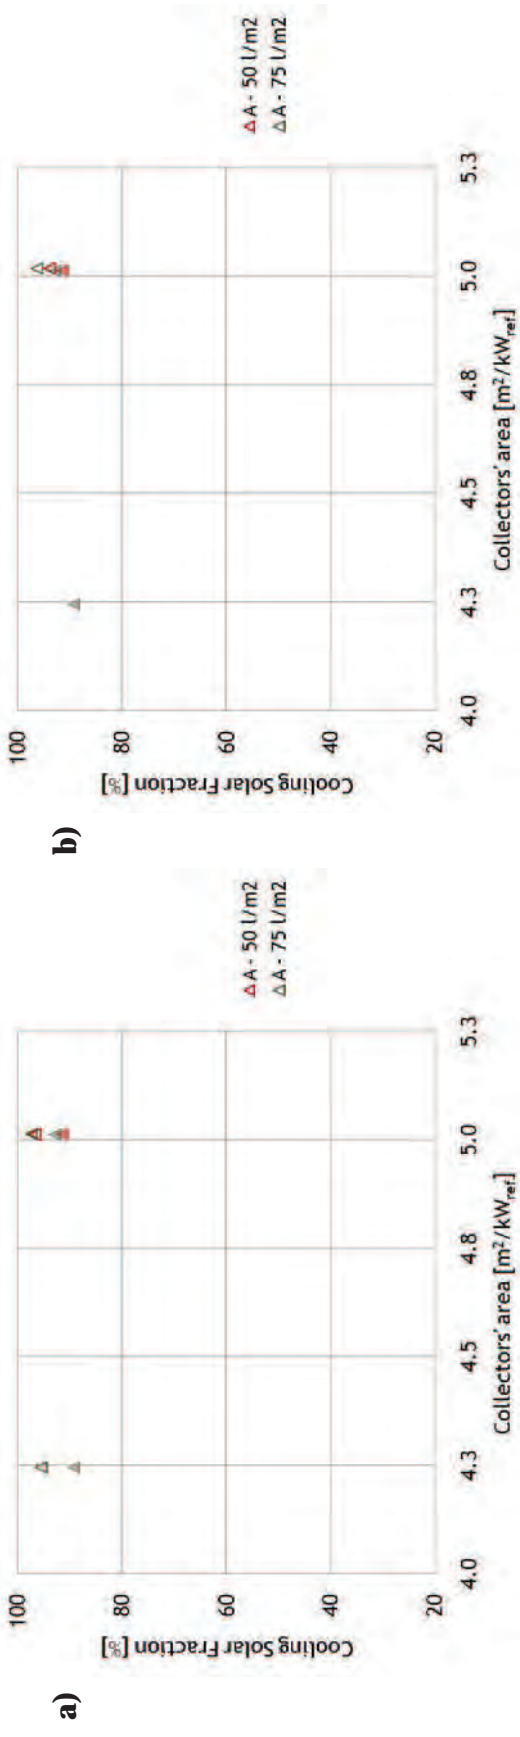 a)
Cooling Solar Fraction [%]
100
80
60
40
20
4.0
4.3
4.5
4.8
5.0
5.3
Collectors' area [m²/kWref]
A - 50 l/m2
A - 75 l/m2
b)
Cooling Solar Fraction [%]
100
80
60
40
20
4.0
4.3
4.5
4.8
5.0
5.3
Collectors' area [m²/kWref]
A - 50 l/m2
A - 75 l/m2